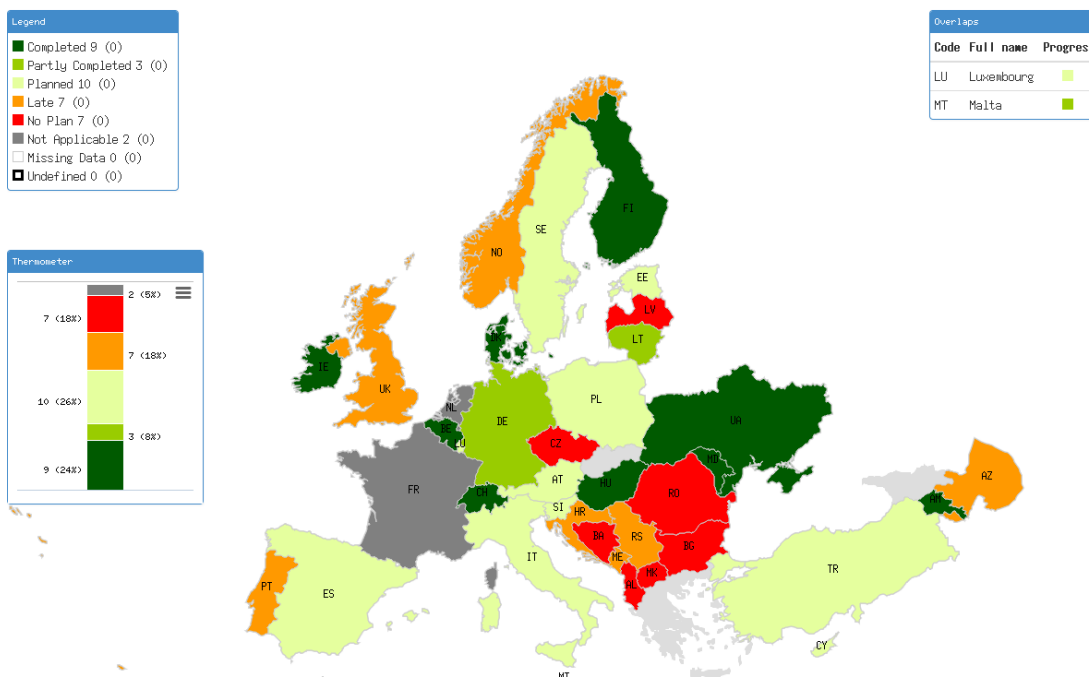 Legend
Completed 9 (0)
Partly Completed 3 (0)
Planned 10 (0)
Late 7 (0)
No Plan 7 (0)
Not Applicable 2 (0)
Missing Data 0 (0)
Undefined 0 (0)
Overlaps
Code Full name Progres
LU Luxembourg
MT Malta
Thermometer
2 (5%)
7 (18%)
7 (18%)
10 (26%)
3 (8%)
9 (24%)
FI
SE
NO
EE
LV
LT
DK
IE
UK
NL
BE
LU
DE
PL
CZ
UA
MD
FR
CH
AT
HU
SI
HR
RO
BA
RS
ME
BG
MK
AL
IT
PT
ES
AM
AZ
TR
CY
MT